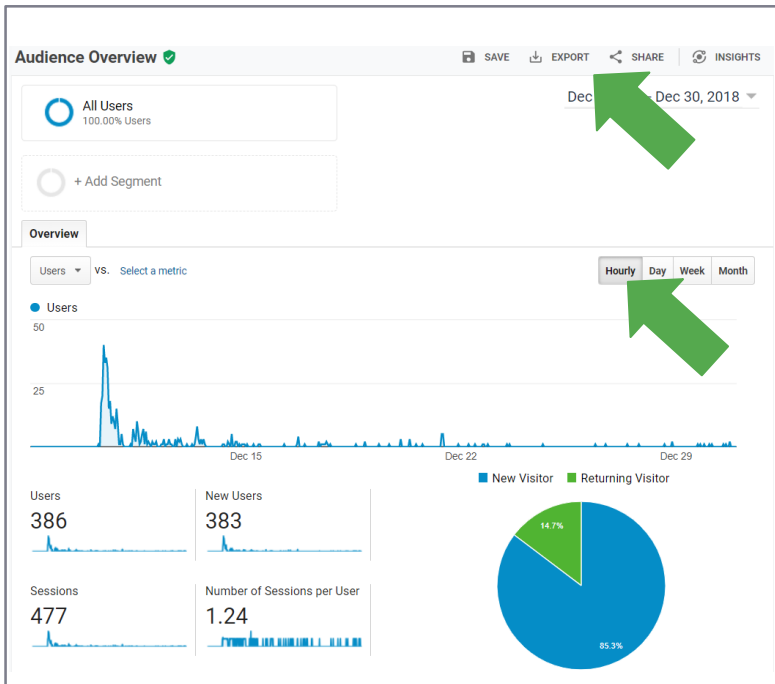 Audience Overview
SAVE EXPORT SHARE INSIGHTS
All Users
100.00% Users
Dec - Dec 30, 2018
+ Add Segment
Overview
Users VS. Select a metric
Hourly Day Week Month
Users
50
25
Dec 15 Dec 22 Dec 29
New Visitor Returning Visitor
Users New Users
386 383
14.7%
Sessions Number of Sessions per User
477 1.24
85.3%